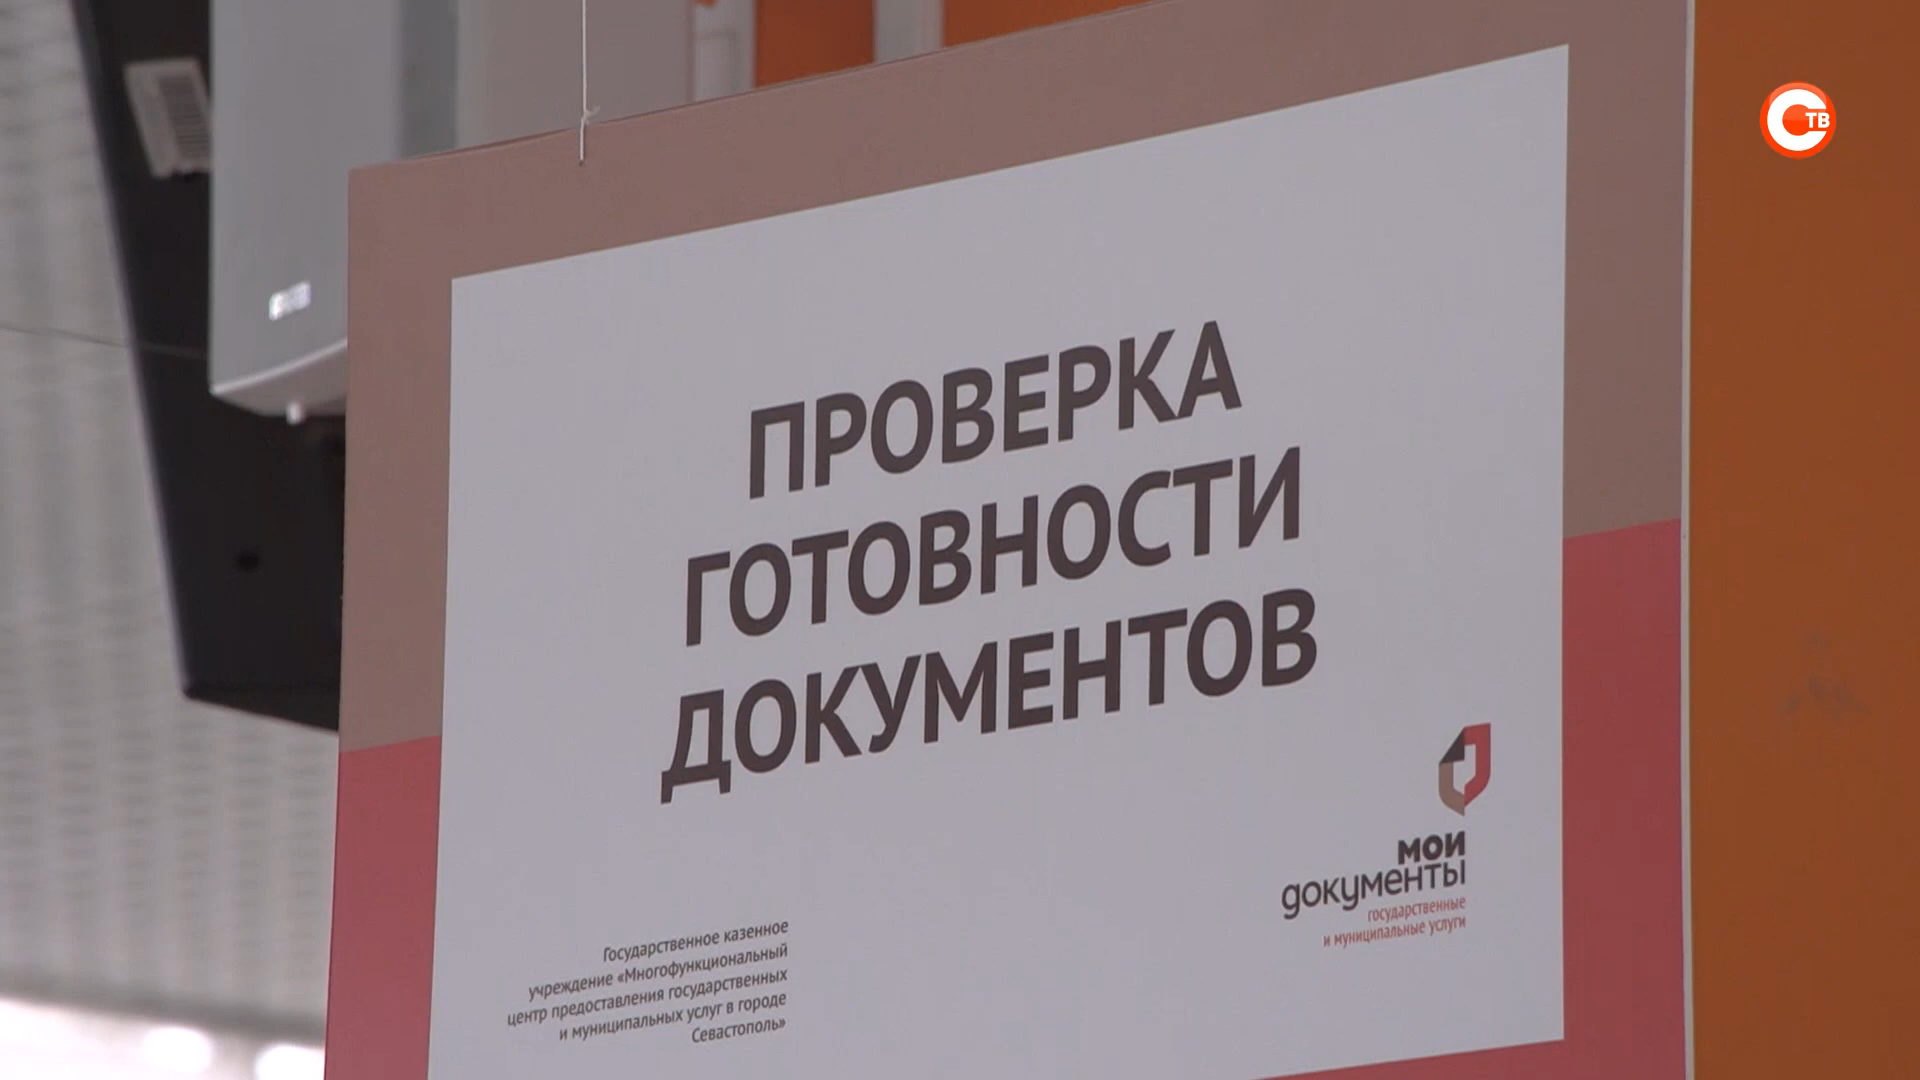 ТВ
ПРОВЕРКА
ГОТОВНОСТИ
ДОКУМЕНТОВ
мои
документы
государственные
и муниципальные услуги
Государственное казенное
учреждение «Многофункциональный
центр предоставления государственных
и муниципальных услуг в городе
Севастополь»